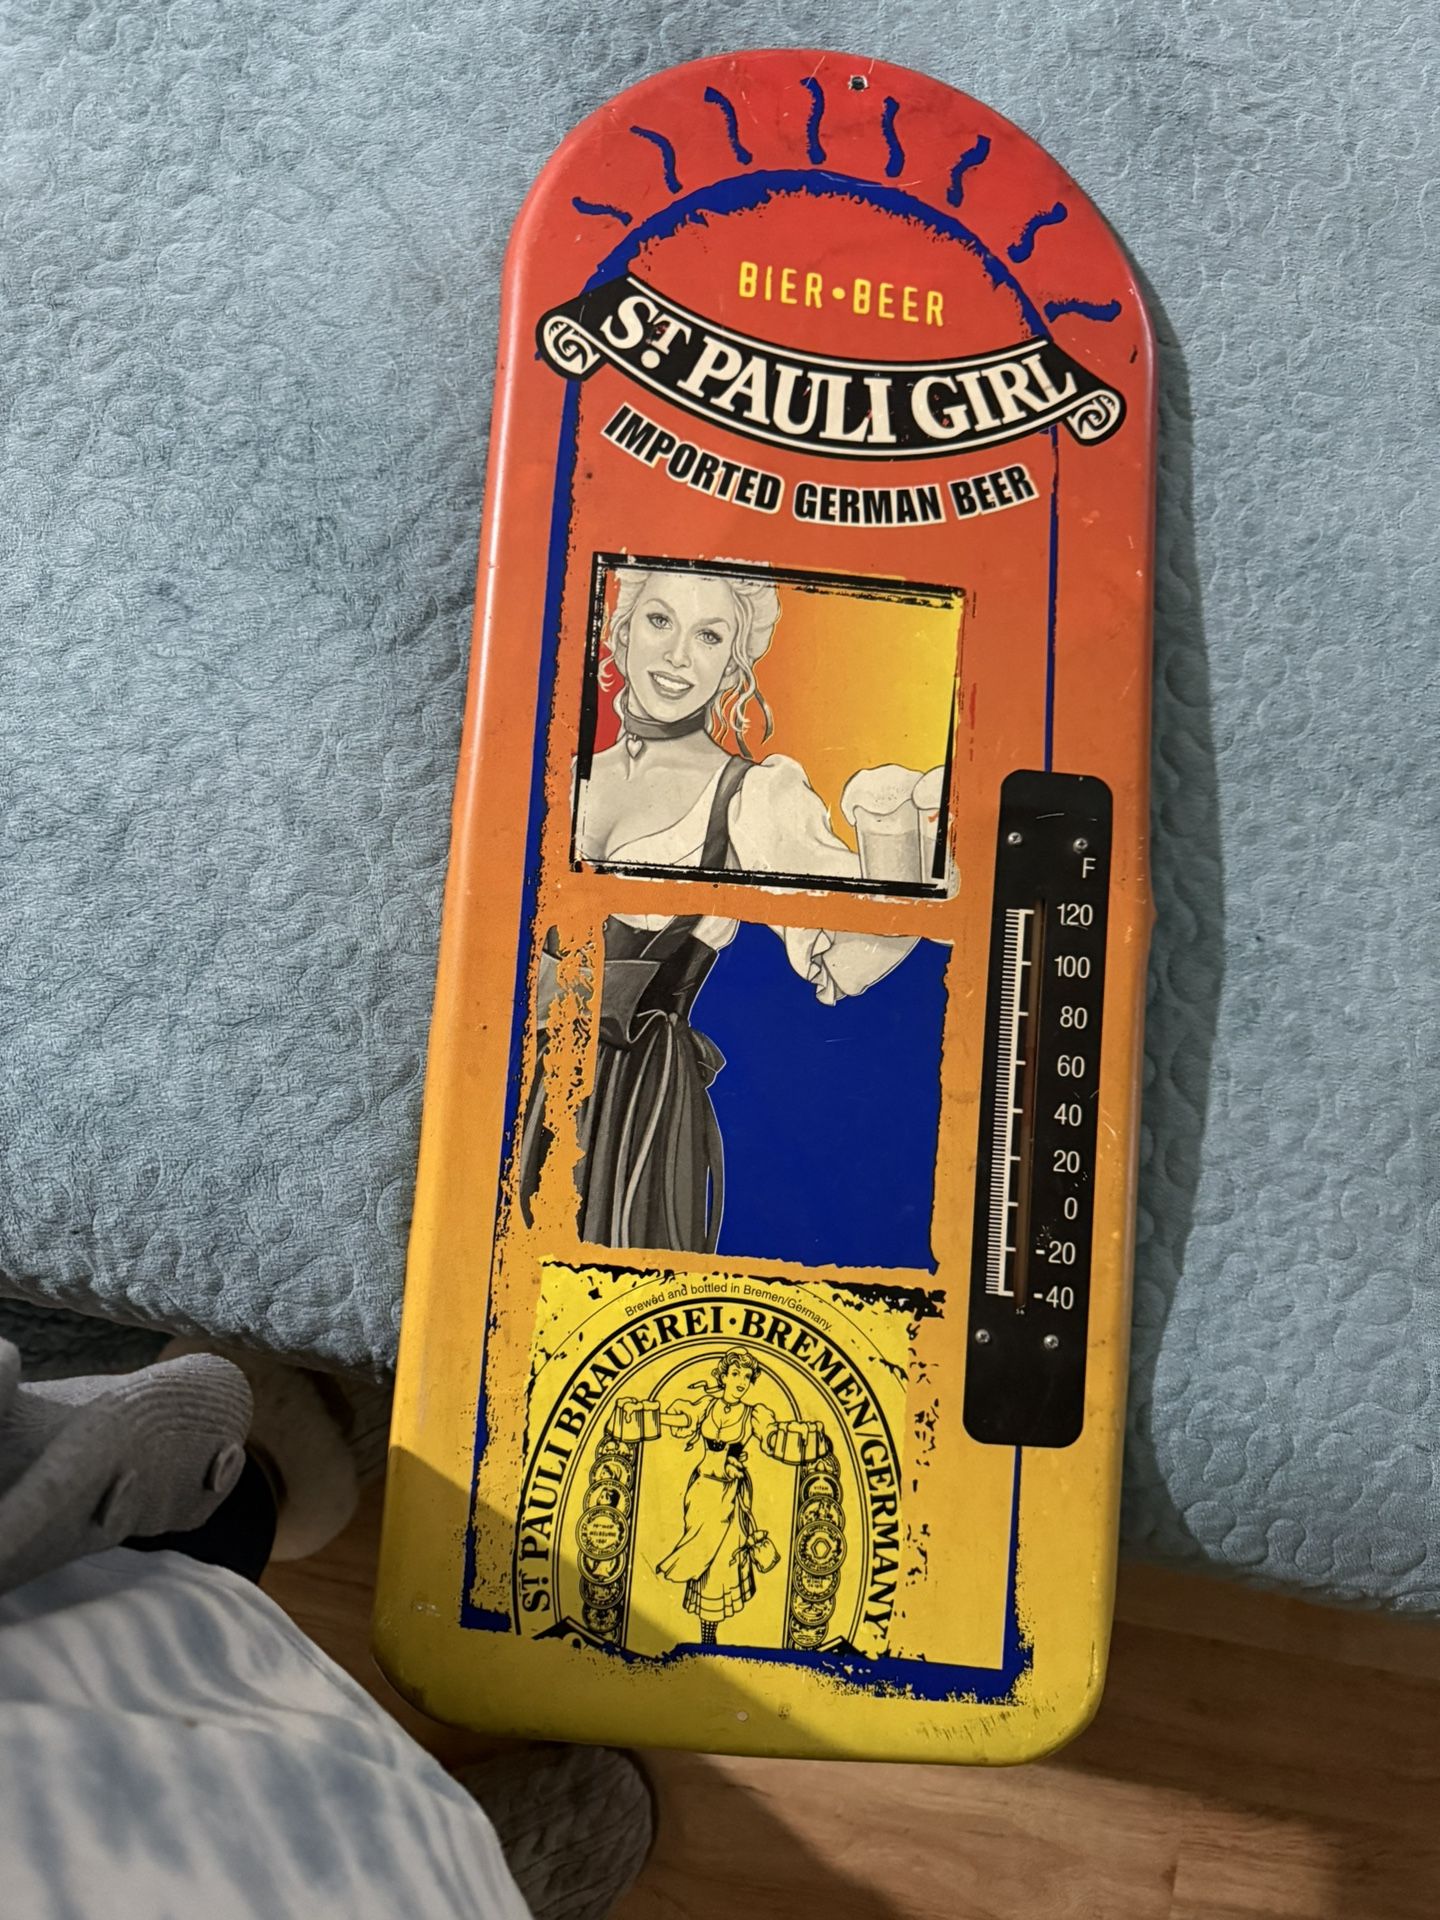 BIER•BEER
ST. PAULI GIRL
IMPORTED GERMAN BEER
F
120
100
80
60
40
20
0
-20
-40
Brewed and bottled in Bremen/Germany.
ST. PAULI BRAUEREI·BREMEN/GERMANY